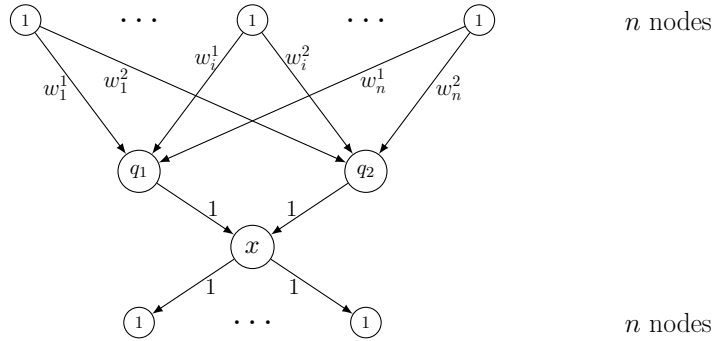 1 ⋯ 1 ⋯ 1 n nodes
w_1^1 w_1^2 w_i^1 w_i^2 w_n^1 w_n^2
q_1 q_2
1 1
x
1 1
1 ⋯ 1 n nodes